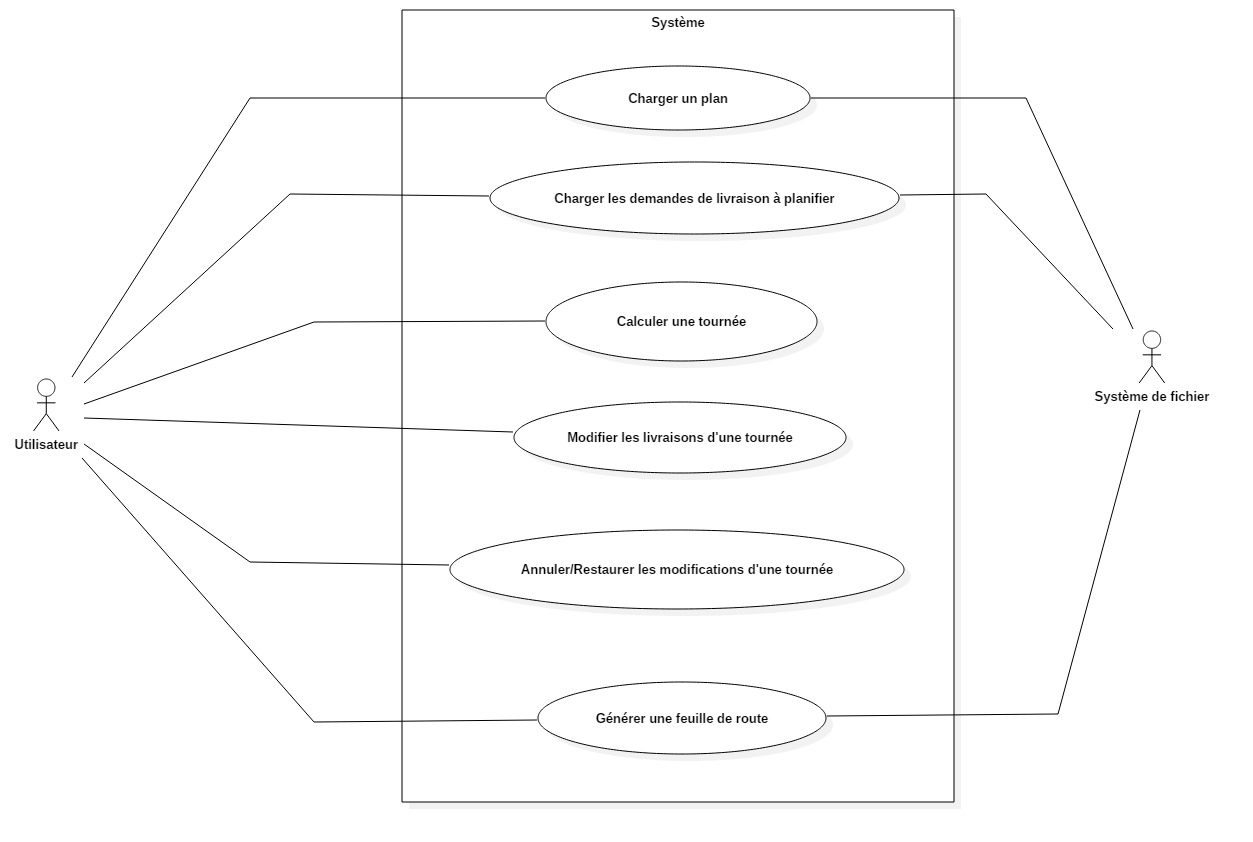 Système
Charger un plan
Charger les demandes de livraison à planifier
Calculer une tournée
Système de fichier
Modifier les livraisons d'une tournée
Utilisateur
Annuler/Restaurer les modifications d'une tournée
Générer une feuille de route